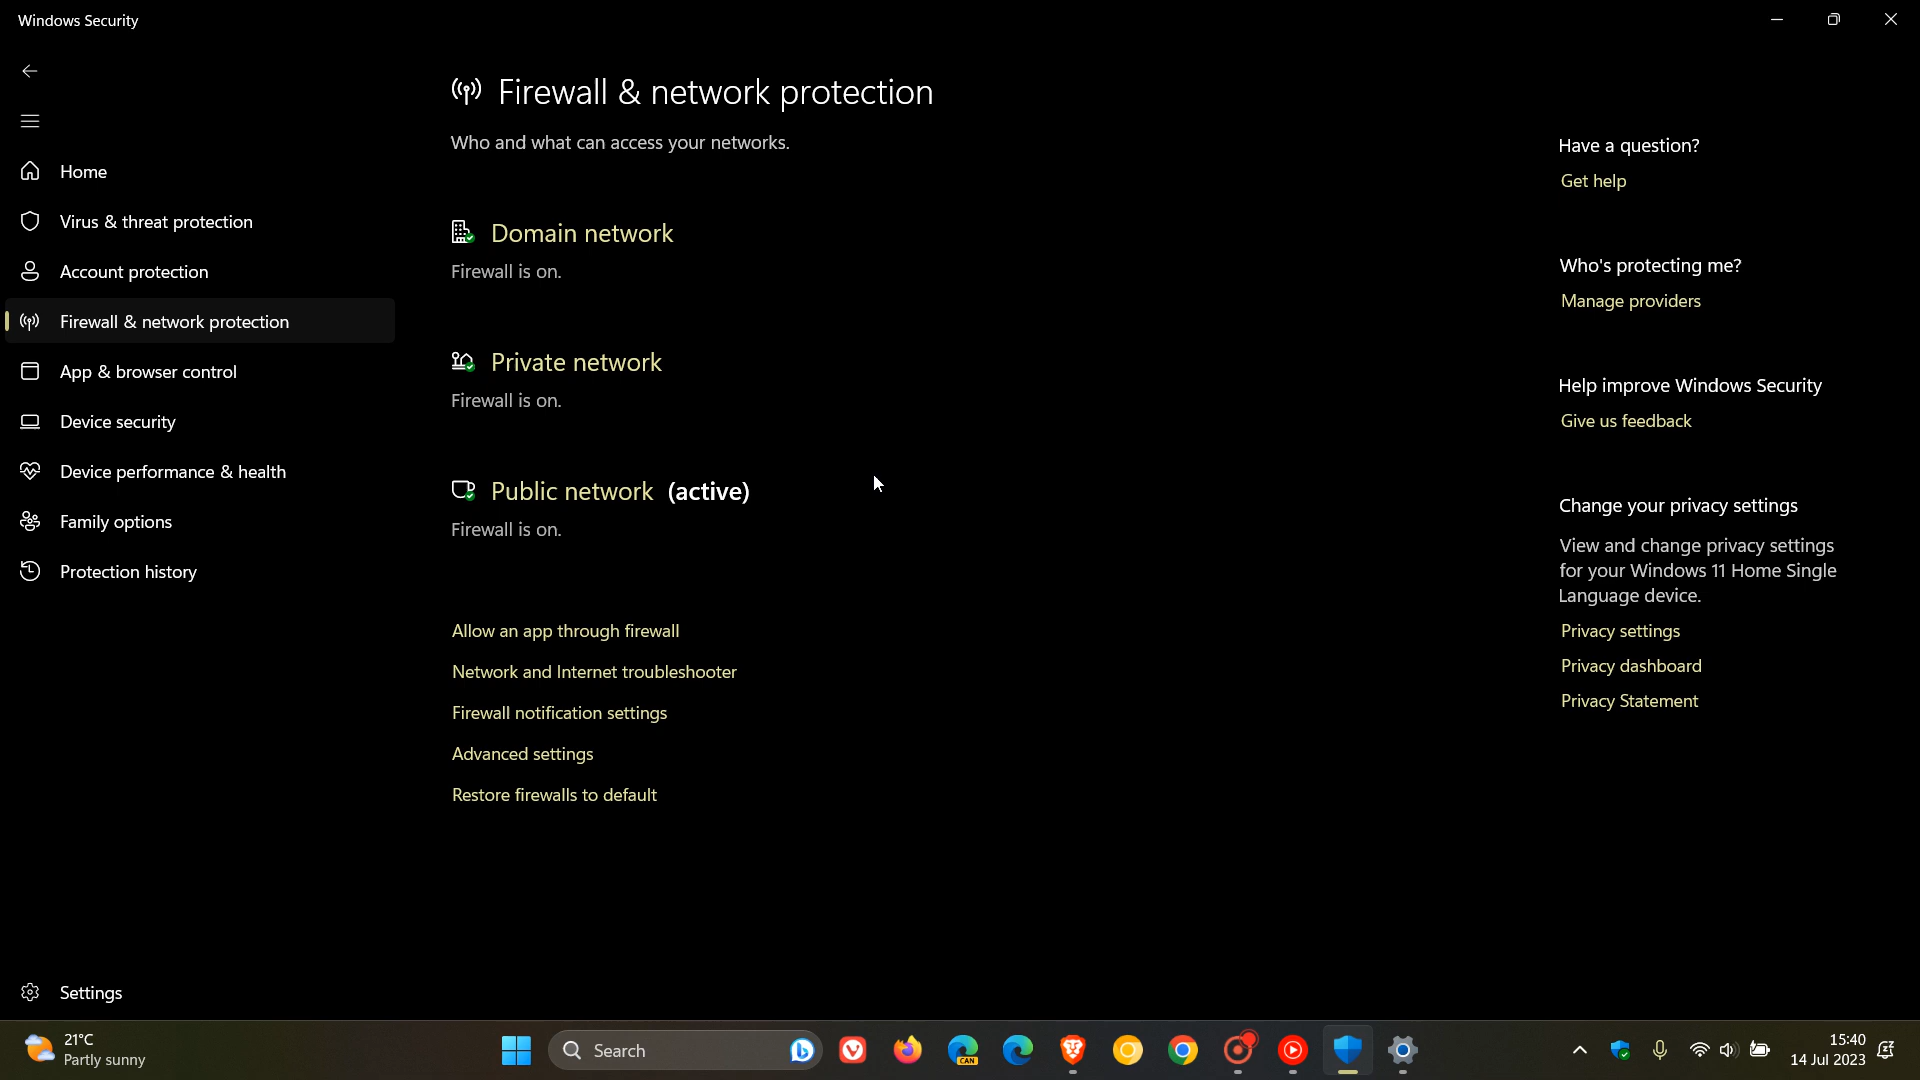 Windows Security
Home
Virus & threat protection
Account protection
Firewall & network protection
App & browser control
Device security
Device performance & health
Family options
Protection history
Settings
Firewall & network protection
Who and what can access your networks.
Domain network
Firewall is on.
Private network
Firewall is on.
Public network (active)
Firewall is on.
Allow an app through firewall
Network and Internet troubleshooter
Firewall notification settings
Advanced settings
Restore firewalls to default
Have a question?
Get help
Who's protecting me?
Manage providers
Help improve Windows Security
Give us feedback
Change your privacy settings
View and change privacy settings
for your Windows 11 Home Single
Language device.
Privacy settings
Privacy dashboard
Privacy Statement
21°C
Partly sunny
Search
CAN
15:40
14 Jul 2023